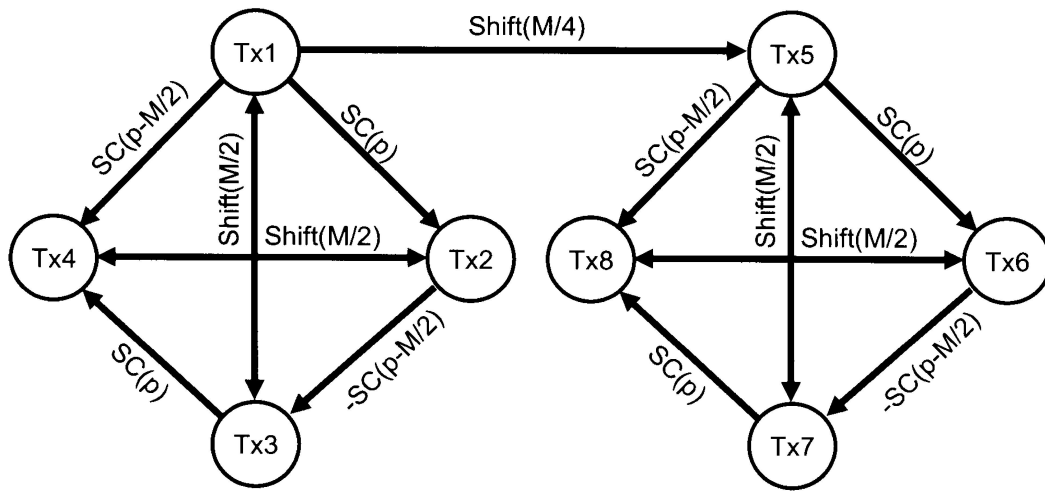 Shift(M/4)
Tx1
Tx5
SC(p-M/2)
SC(p)
SC(p-M/2)
SC(p)
Shift(M/2)
Shift(M/2)
Tx4
Shift(M/2)
Tx2
Tx8
Shift(M/2)
Tx6
SC(p)
-SC(p-M/2)
SC(p)
-SC(p-M/2)
Tx3
Tx7